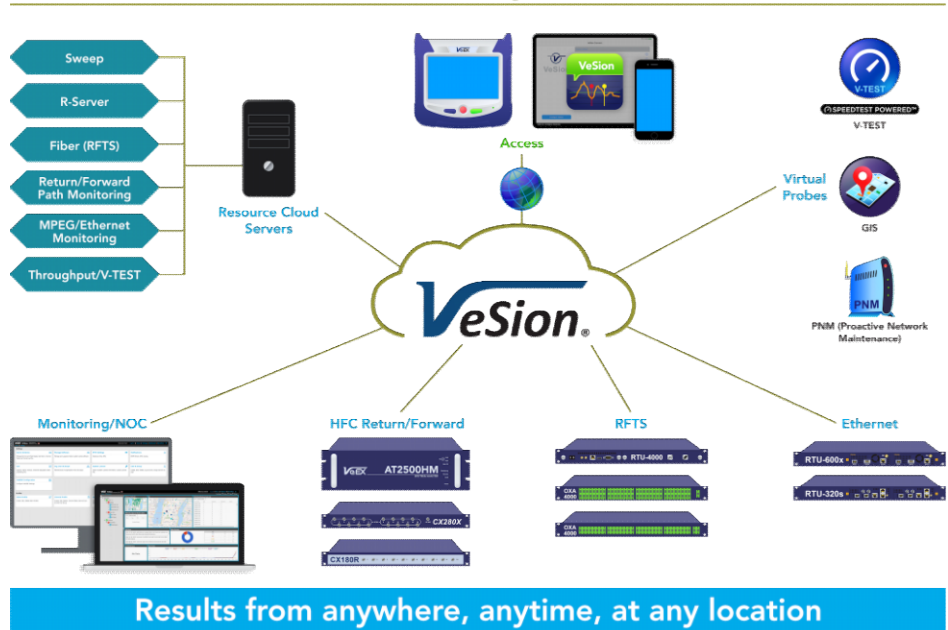 Sweep
R-Server
Fiber (RFTS)
Return/Forward
Path Monitoring
MPEG/Ethernet
Monitoring
Throughput/V-TEST
Resource Cloud
Servers
VeEX
VeSion
Access
V-TEST
SPEEDTEST POWERED™
V-TEST
Virtual
Probes
GIS
PNM
PNM (Proactive Network
Maintenance)
VeSion®
Monitoring/NOC
HFC Return/Forward
VeEX AT2500HM
CX280X
CX180R
RFTS
RTU-4000
OXA
4000
OXA
4000
Ethernet
RTU-600x
RTU-320s
Results from anywhere, anytime, at any location